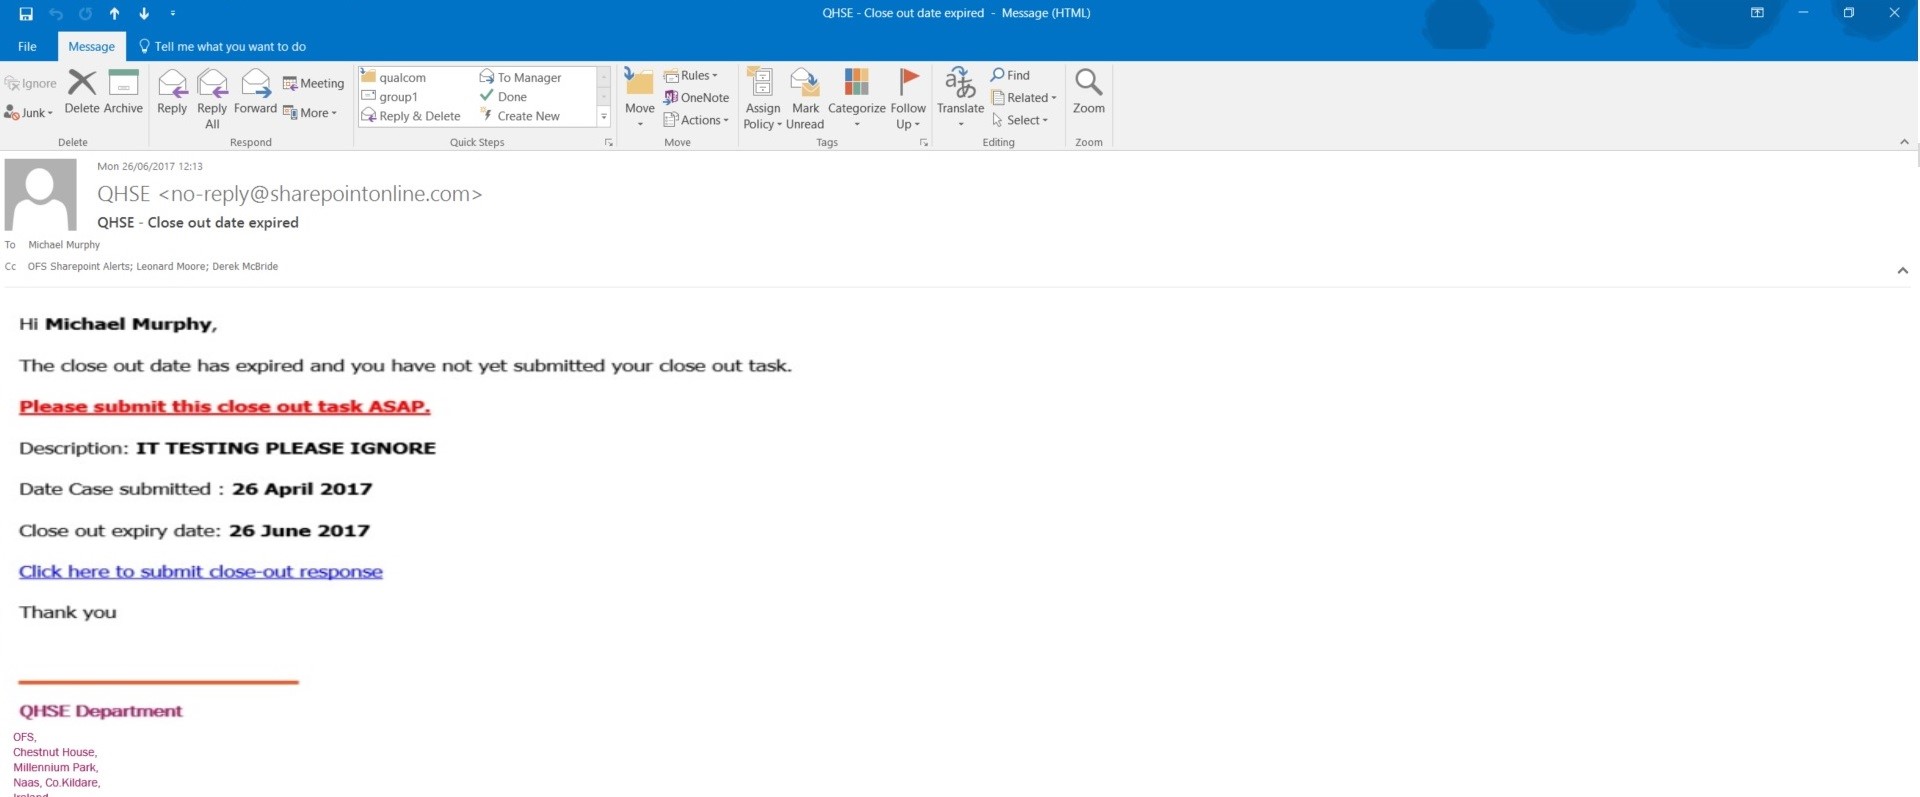 QHSE - Close out date expired - Message (HTML)
File Message Tell me what you want to do
Ignore
Junk
Delete Archive
Delete
Reply Reply All Forward
Meeting
More
Respond
qualcom To Manager
group1 Done
Reply & Delete Create New
Quick Steps
Move
Rules
OneNote
Actions
Move
Assign Policy Mark Unread Categorize Follow Up
Tags
Translate
Find
Related
Select
Editing
Zoom
Zoom
Mon 26/06/2017 12:13
QHSE <no-reply@sharepointonline.com>
QHSE - Close out date expired
To Michael Murphy
Cc OFS Sharepoint Alerts; Leonard Moore; Derek McBride
Hi Michael Murphy,
The close out date has expired and you have not yet submitted your close out task.
Please submit this close out task ASAP.
Description: IT TESTING PLEASE IGNORE
Date Case submitted : 26 April 2017
Close out expiry date: 26 June 2017
Click here to submit close-out response
Thank you
QHSE Department
OFS,
Chestnut House,
Millennium Park,
Naas, Co.Kildare,